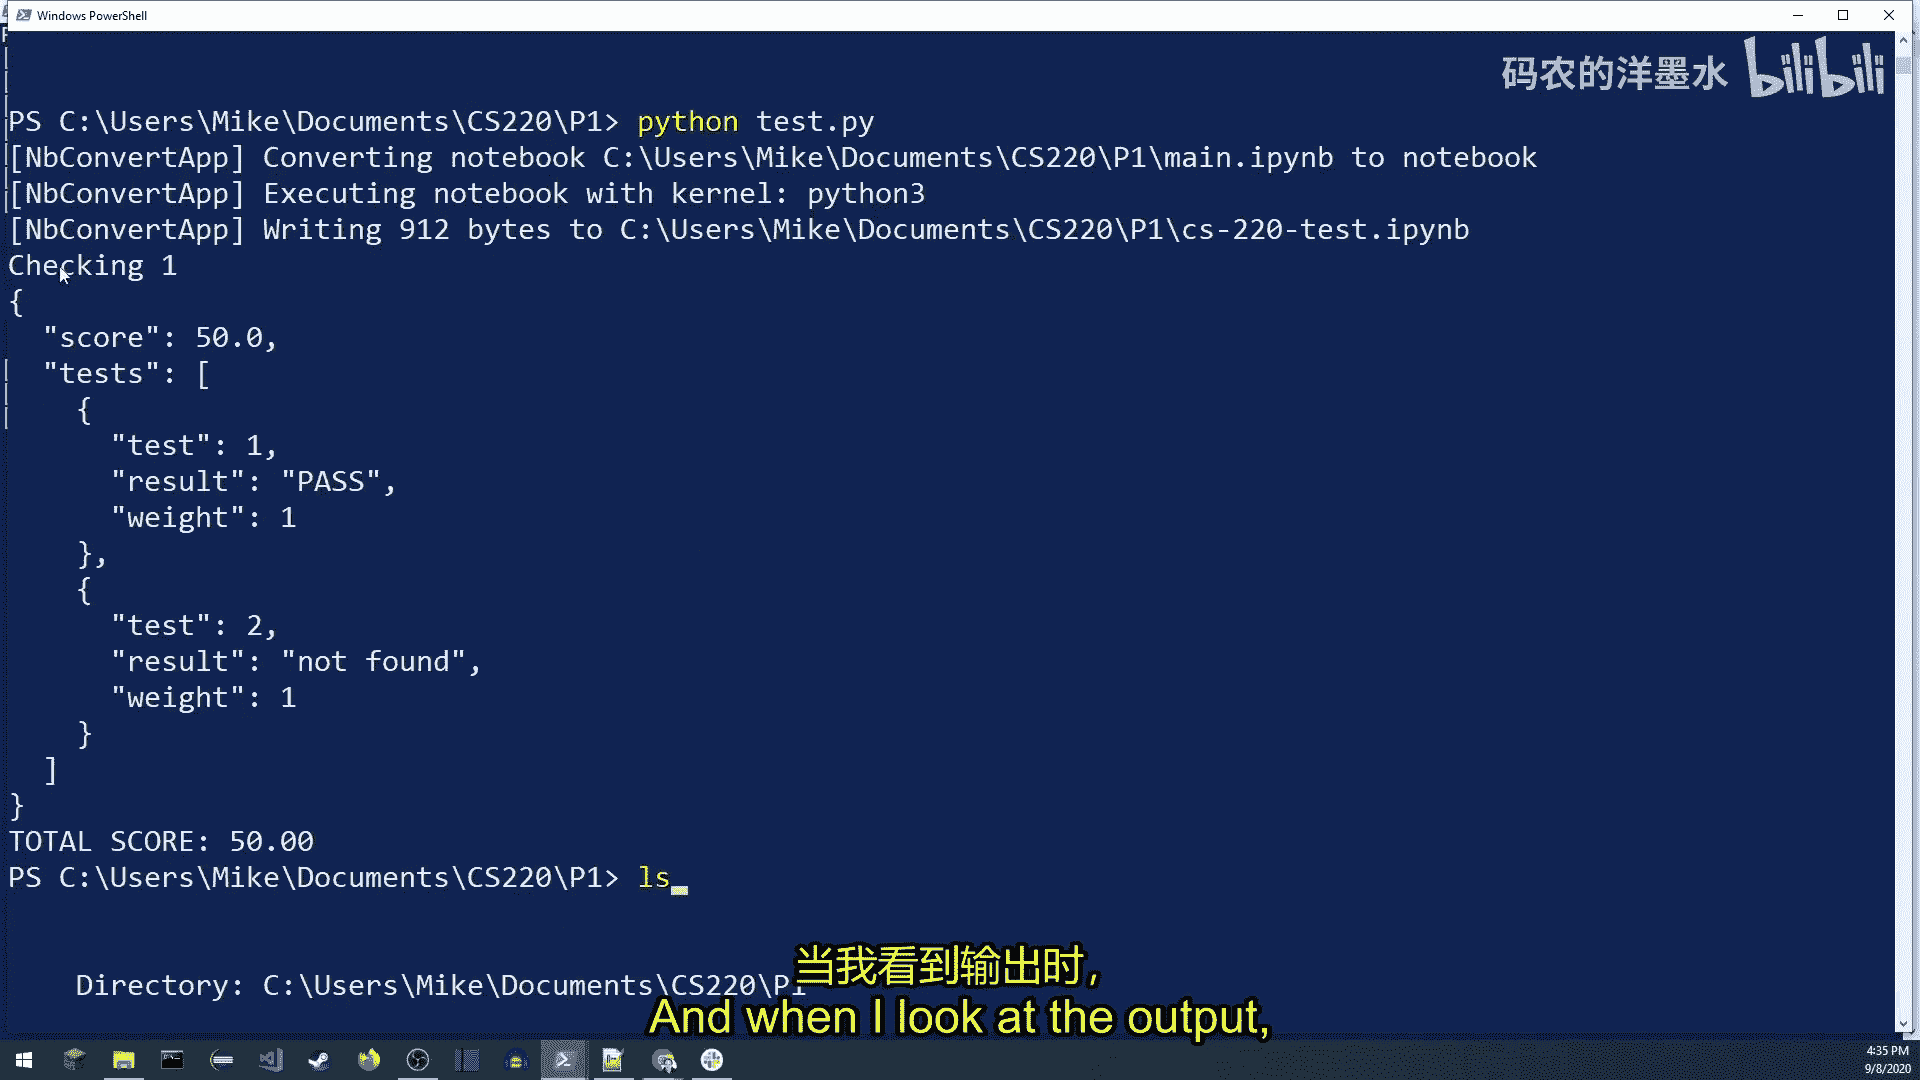 Windows PowerShell
码农的洋墨水 bilibili
PS C:\Users\Mike\Documents\CS220\P1> python test.py
[NbConvertApp] Converting notebook C:\Users\Mike\Documents\CS220\P1\main.ipynb to notebook
[NbConvertApp] Executing notebook with kernel: python3
[NbConvertApp] Writing 912 bytes to C:\Users\Mike\Documents\CS220\P1\cs-220-test.ipynb
Checking 1
{
  "score": 50.0,
  "tests": [
    {
      "test": 1,
      "result": "PASS",
      "weight": 1
    },
    {
      "test": 2,
      "result": "not found",
      "weight": 1
    }
  ]
}
TOTAL SCORE: 50.00
PS C:\Users\Mike\Documents\CS220\P1> ls
当我看到输出时,
    Directory: C:\Users\Mike\Documents\CS220\P1
And when I look at the output,
4:35 PM
9/8/2020